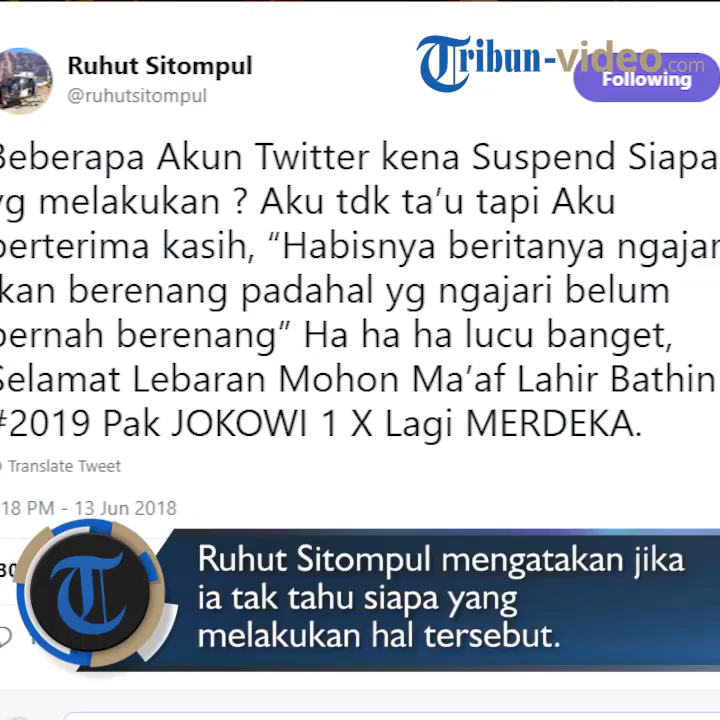 Ruhut Sitompul
@ruhutsitompul
Tribun-video.com
Following
Beberapa Akun Twitter kena Suspend Siapa
yg melakukan ? Aku tdk ta’u tapi Aku
berterima kasih, “Habisnya beritanya ngajar
ikan berenang padahal yg ngajari belum
pernah berenang” Ha ha ha lucu banget,
Selamat Lebaran Mohon Ma’af Lahir Bathin
#2019 Pak JOKOWI 1 X Lagi MERDEKA.
Translate Tweet
18 PM - 13 Jun 2018
Ruhut Sitompul mengatakan jika
ia tak tahu siapa yang
melakukan hal tersebut.